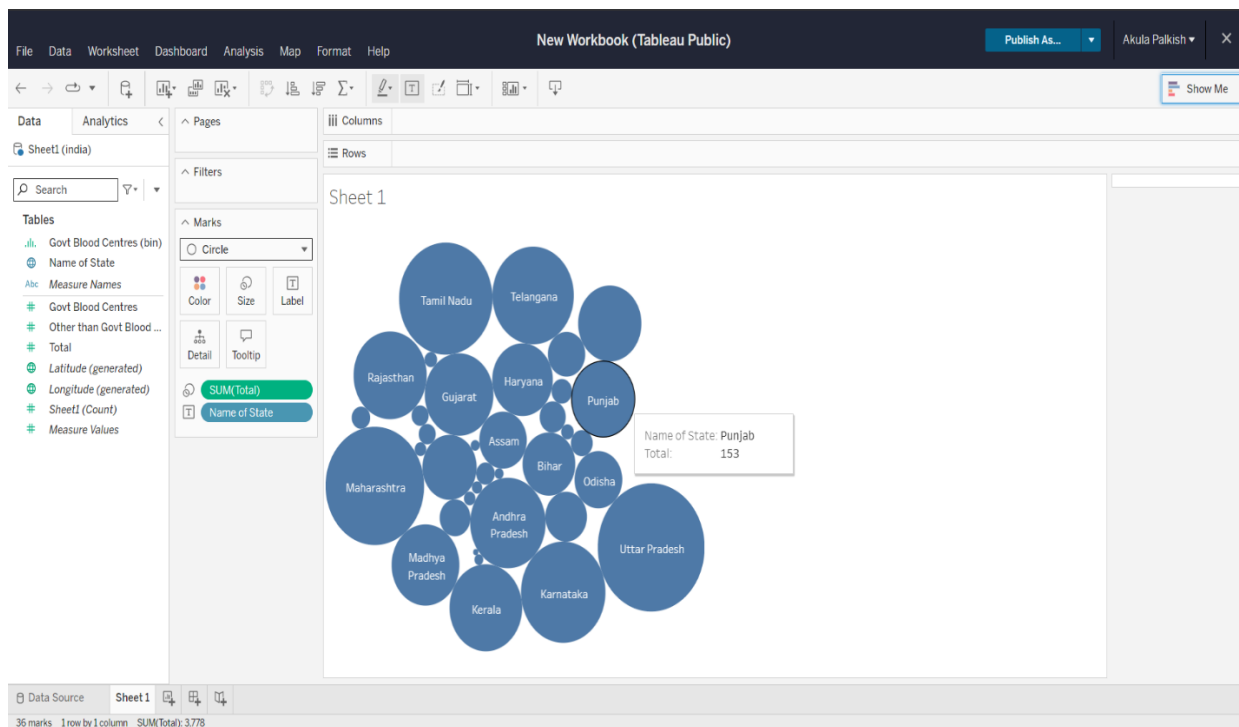 New Workbook (Tableau Public)
File Data Worksheet Dashboard Analysis Map Format Help
Publish As...
Akula Palkish
Show Me
Data Analytics
Sheet1 (india)
Search
Tables
Govt Blood Centres (bin)
Name of State
Abc Measure Names
Govt Blood Centres
Other than Govt Blood ...
Total
Latitude (generated)
Longitude (generated)
Sheet1 (Count)
Measure Values
Pages
Filters
Marks
Circle
Color Size Label
Detail Tooltip
SUM(Total)
Name of State
Columns
Rows
Sheet 1
Tamil Nadu
Telangana
Rajasthan
Gujarat
Haryana
Punjab
Name of State: Punjab
Total: 153
Assam
Bihar
Odisha
Maharashtra
Andhra
Pradesh
Uttar Pradesh
Madhya
Pradesh
Karnataka
Kerala
Data Source Sheet 1
36 marks 1 row by 1 column SUM(Total): 3,778